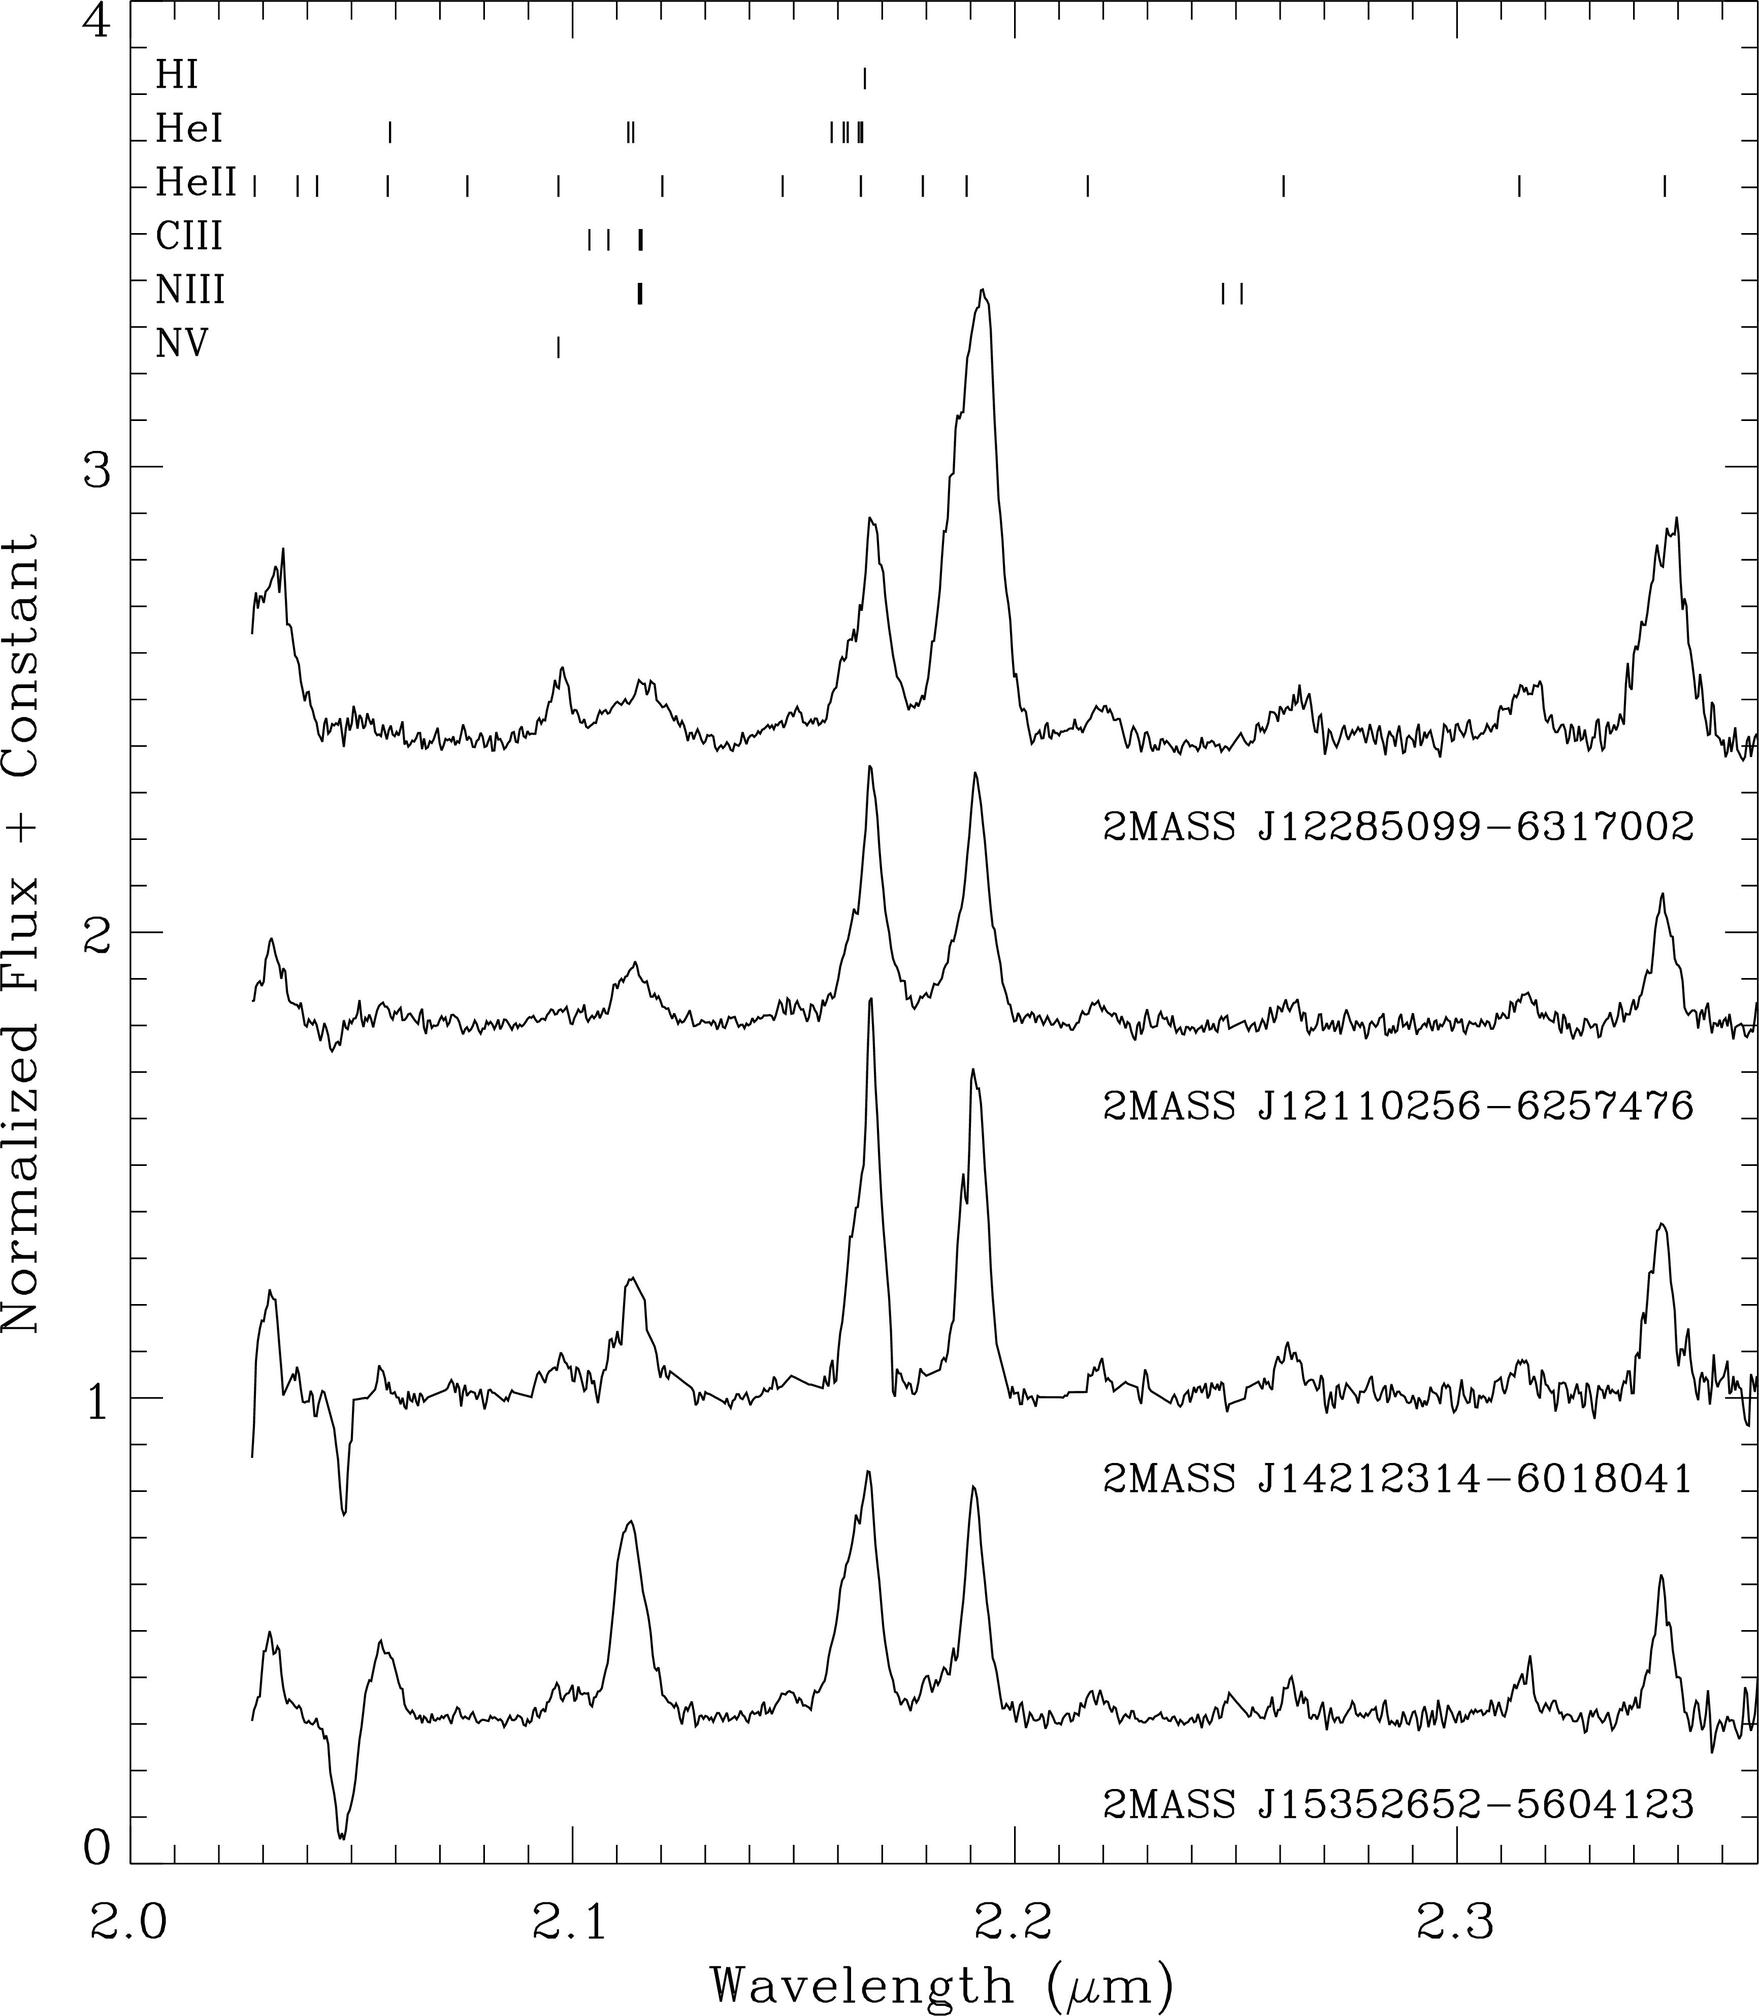 4
HI
HeI
HeII
CIII
NIII
NV
3
2MASS J12285099−6317002
2
2MASS J12110256−6257476
1
2MASS J14212314−6018041
2MASS J15352652−5604123
0
2.0 2.1 2.2 2.3
Wavelength (μm)
Normalized Flux + Constant